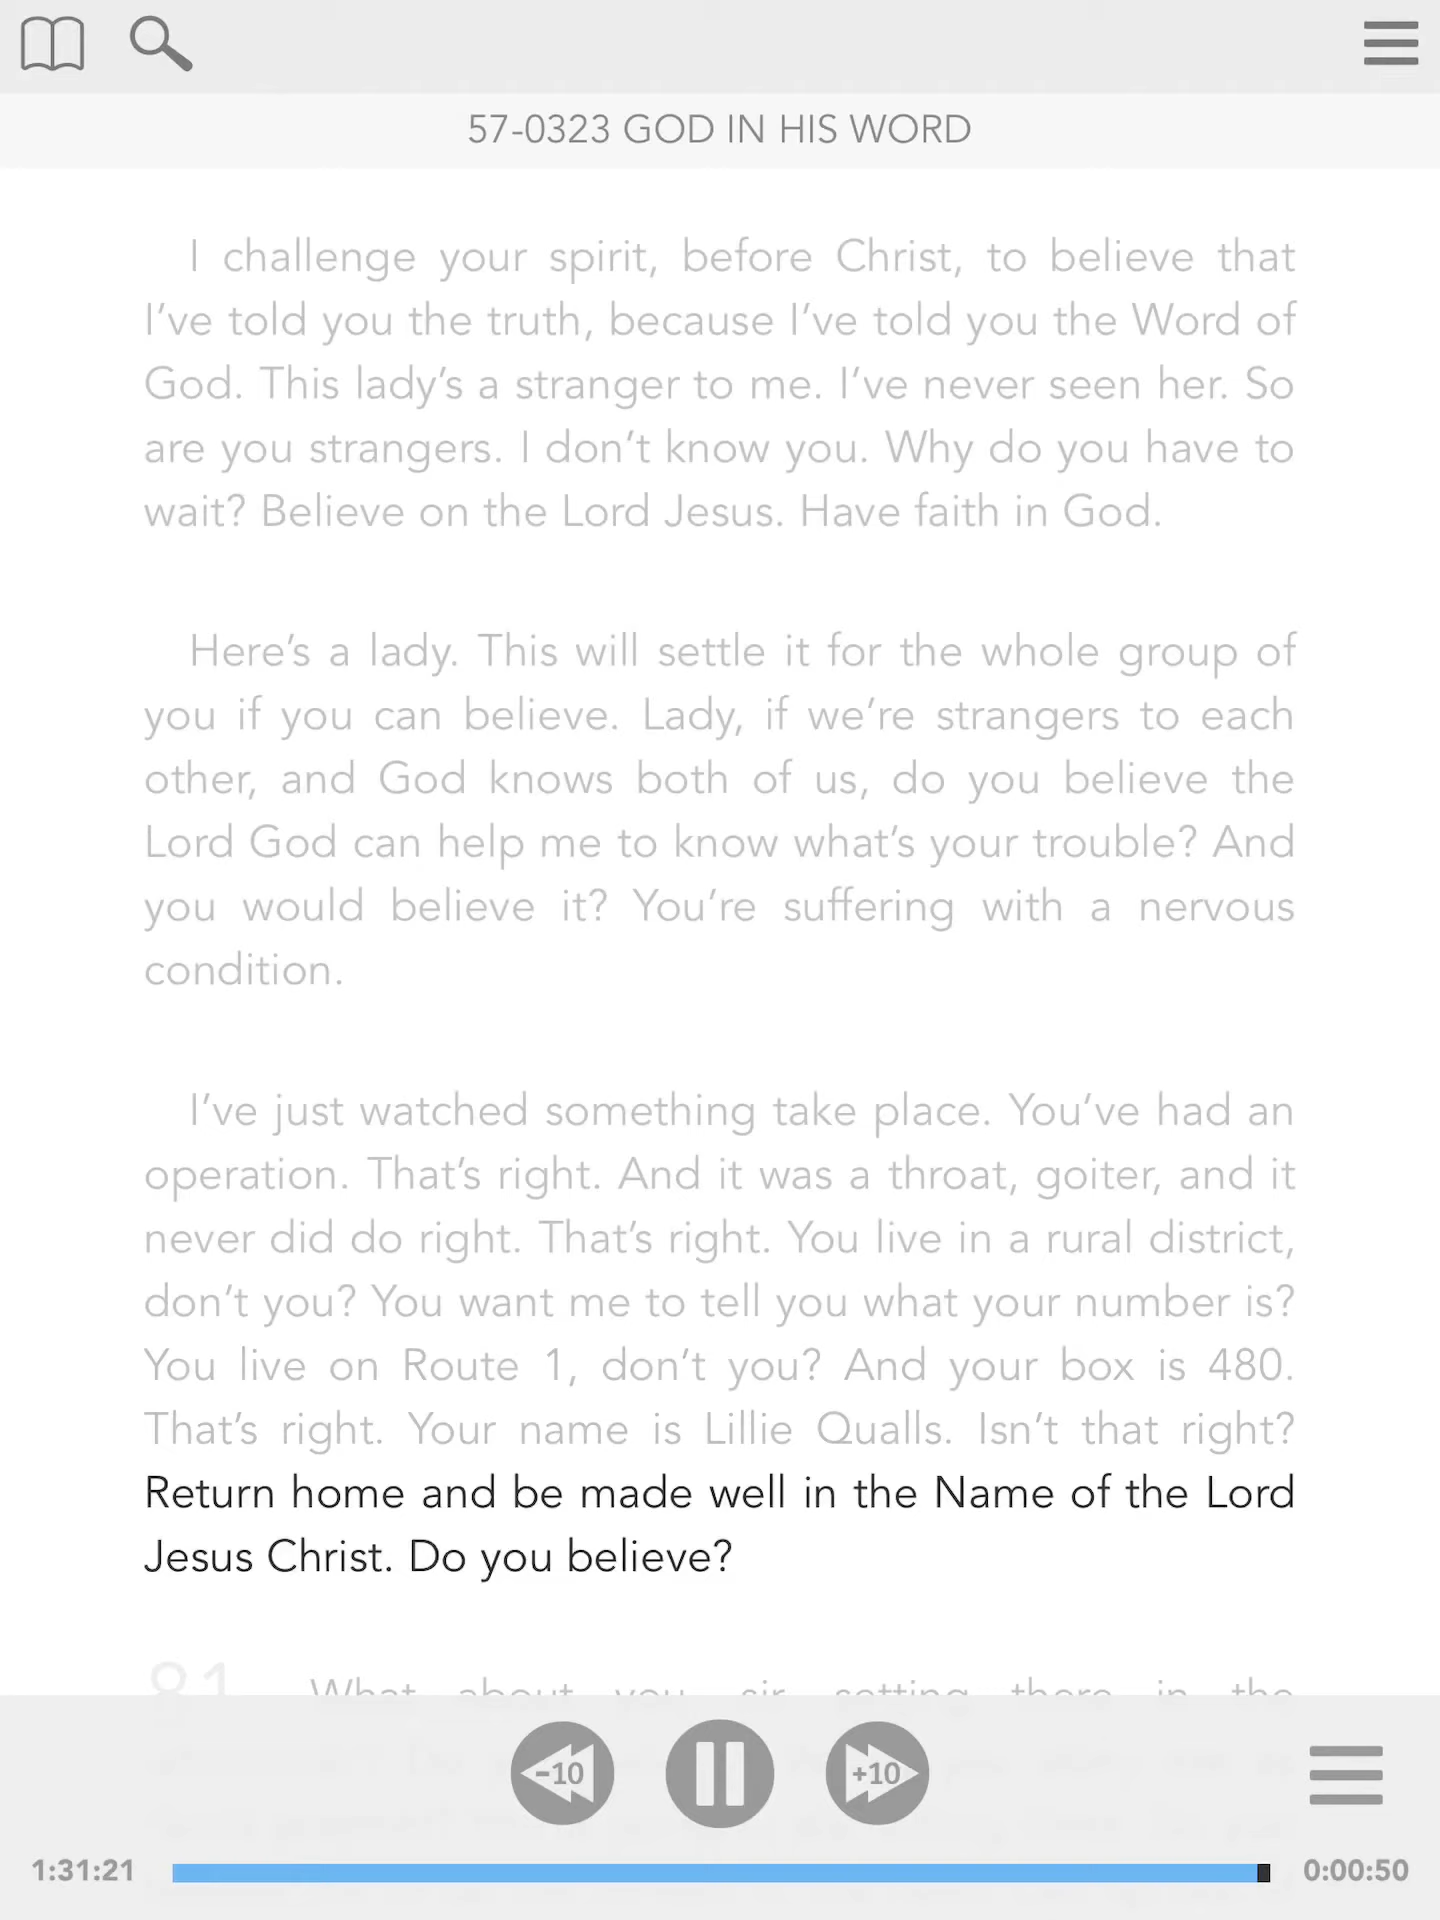 57-0323 GOD IN HIS WORD
I challenge your spirit, before Christ, to believe that
I've told you the truth, because I've told you the Word of
God. This lady's a stranger to me. I've never seen her. So
are you strangers. I don't know you. Why do you have to
wait? Believe on the Lord Jesus. Have faith in God.
Here's a lady. This will settle it for the whole group of
you if you can believe. Lady, if we're strangers to each
other, and God knows both of us, do you believe the
Lord God can help me to know what's your trouble? And
you would believe it? You're suffering with a nervous
condition.
I've just watched something take place. You've had an
operation. That's right. And it was a throat, goiter, and it
never did do right. That's right. You live in a rural district,
don't you? You want me to tell you what your number is?
You live on Route 1, don't you? And your box is 480.
That's right. Your name is Lillie Qualls. Isn't that right?
Return home and be made well in the Name of the Lord
Jesus Christ. Do you believe?
81 What about you, sir, setting there in the
-10 +10
1:31:21 0:00:50